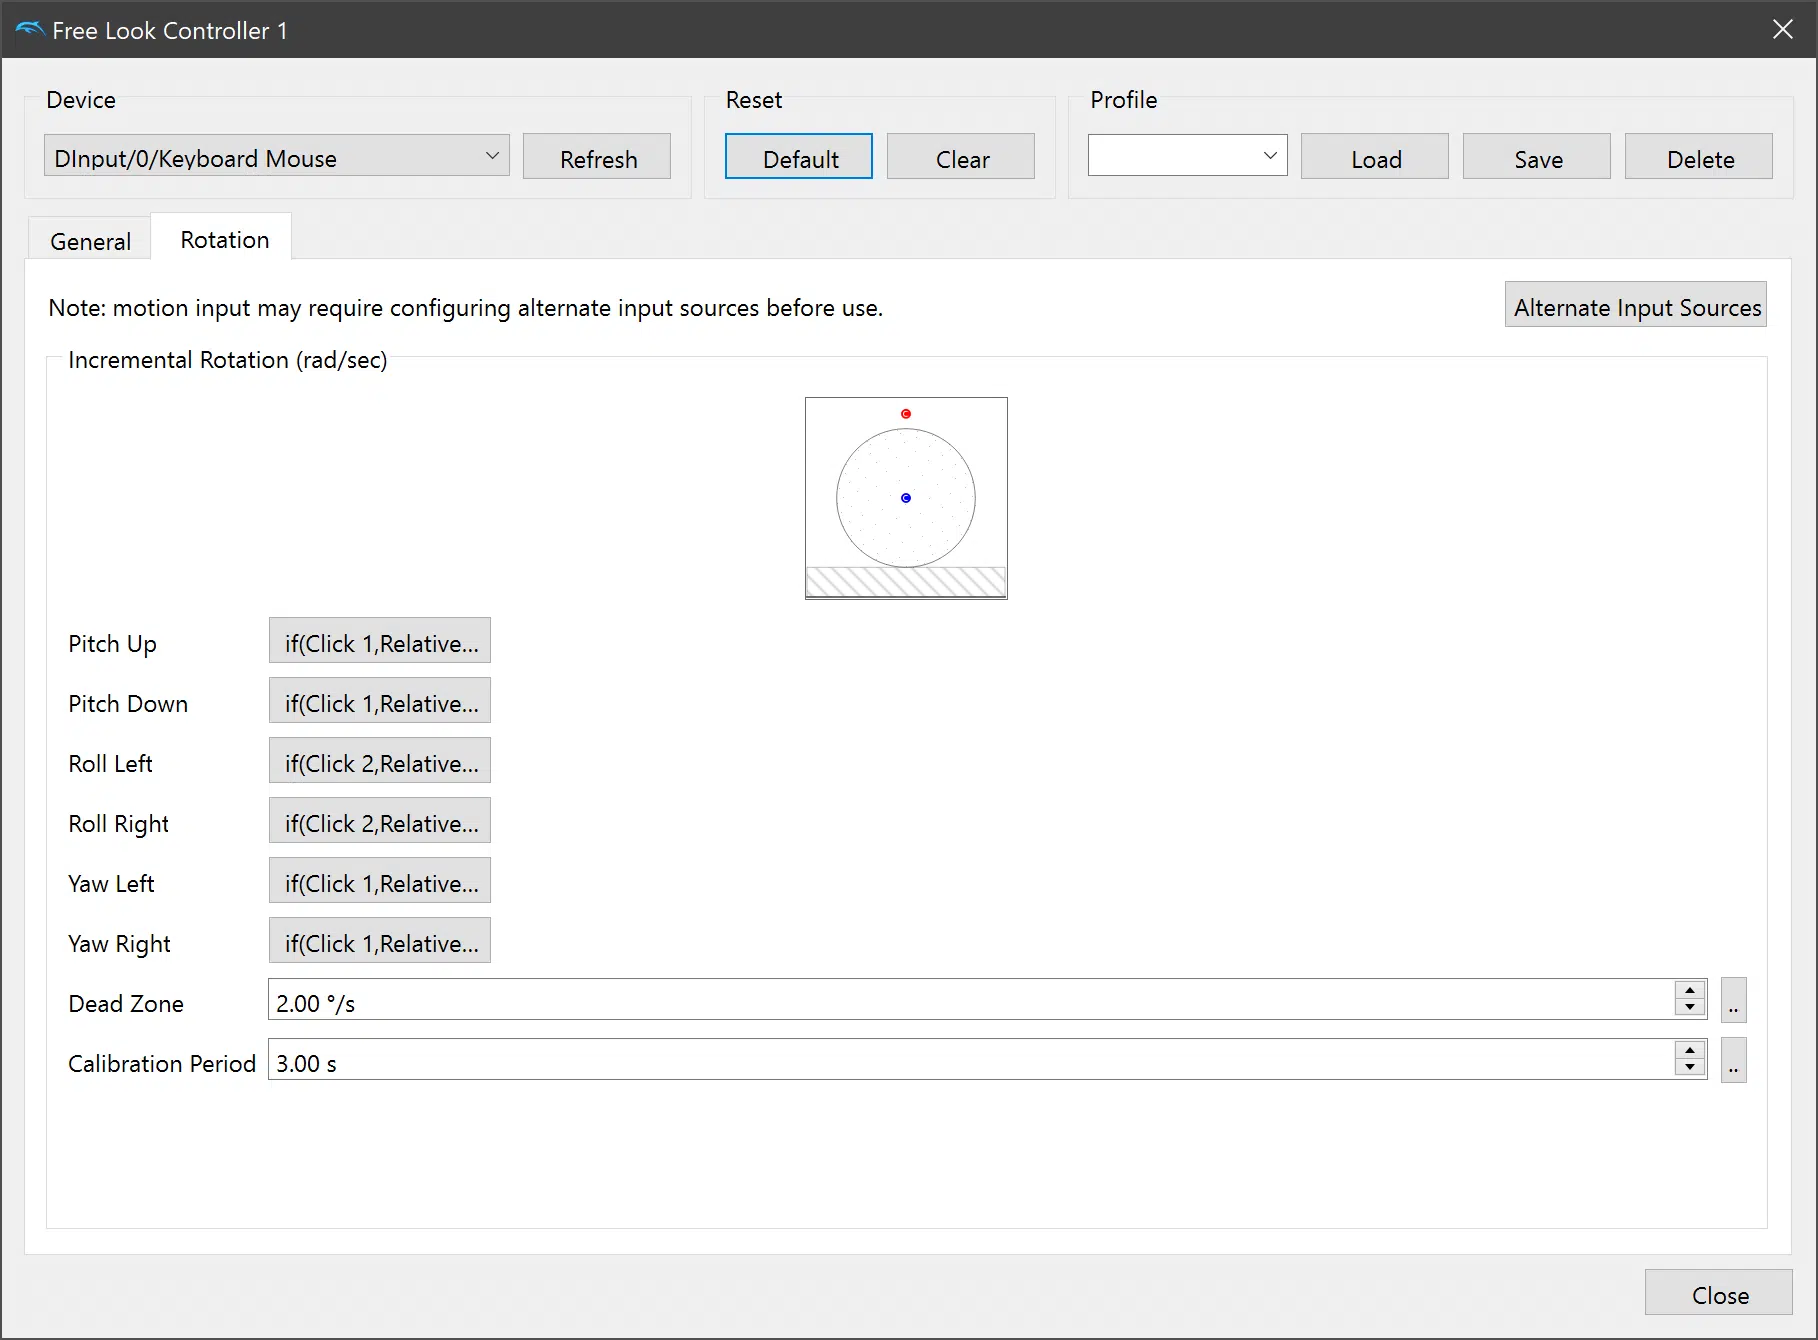 Free Look Controller 1
Device
Reset
Profile
DInput/0/Keyboard Mouse
Refresh
Default
Clear
Load
Save
Delete
General
Rotation
Note: motion input may require configuring alternate input sources before use.
Alternate Input Sources
Incremental Rotation (rad/sec)
C
C
Pitch Up
if(Click 1,Relative...
Pitch Down
if(Click 1,Relative...
Roll Left
if(Click 2,Relative...
Roll Right
if(Click 2,Relative...
Yaw Left
if(Click 1,Relative...
Yaw Right
if(Click 1,Relative...
Dead Zone
2.00 °/s
..
Calibration Period
3.00 s
..
Close